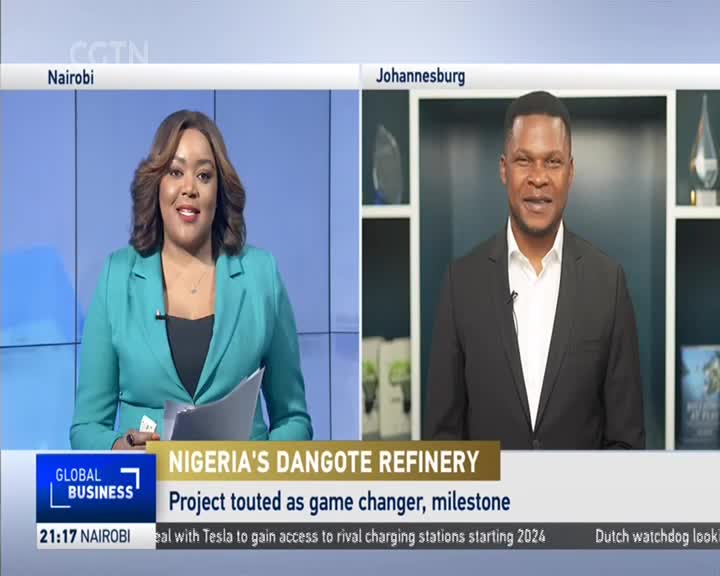 CGTN
Nairobi
Johannesburg
NIGERIA'S DANGOTE REFINERY
GLOBAL
BUSINESS
Project touted as game changer, milestone
21:17 NAIROBI
eal with Tesla to gain access to rival charging stations starting 2024 Dutch watchdog looki